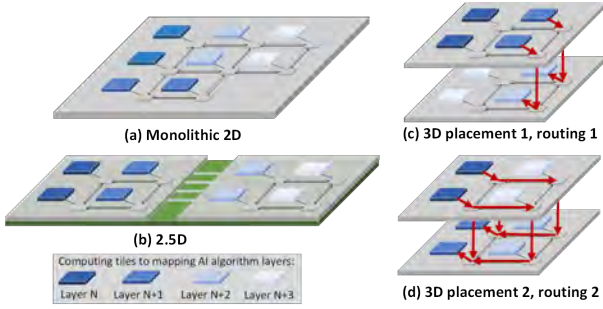 (a) Monolithic 2D
(c) 3D placement 1, routing 1
(b) 2.5D
Computing tiles to mapping AI algorithm layers:
Layer N Layer N+1 Layer N+2 Layer N+3
(d) 3D placement 2, routing 2